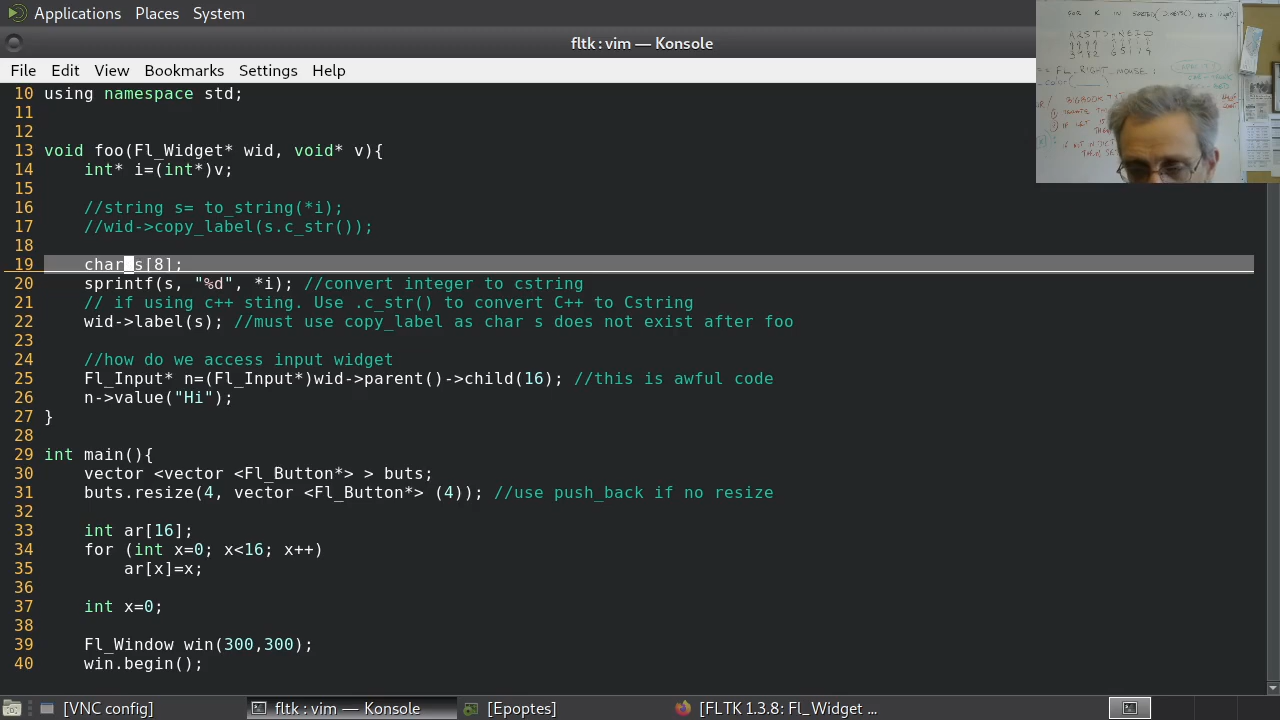 Applications Places System
fltk : vim — Konsole
File Edit View Bookmarks Settings Help
10 using namespace std;
11
12
13 void foo(Fl_Widget* wid, void* v){
14     int* i=(int*)v;
15
16     //string s= to_string(*i);
17     //wid->copy_label(s.c_str());
18
19     char s[8];
20     sprintf(s, "%d", *i); //convert integer to cstring
21     // if using c++ sting. Use .c_str() to convert C++ to Cstring
22     wid->label(s); //must use copy_label as char s does not exist after foo
23
24     //how do we access input widget
25     Fl_Input* n=(Fl_Input*)wid->parent()->child(16); //this is awful code
26     n->value("Hi");
27 }
28
29 int main(){
30     vector <vector <Fl_Button*> > buts;
31     buts.resize(4, vector <Fl_Button*> (4)); //use push_back if no resize
32
33     int ar[16];
34     for (int x=0; x<16; x++)
35         ar[x]=x;
36
37     int x=0;
38
39     Fl_Window win(300,300);
40     win.begin();
[VNC config] fltk : vim — Konsole [Epoptes] [FLTK 1.3.8: Fl_Widget ...
FOR K IN
FL_RIGHT_MOUSE: